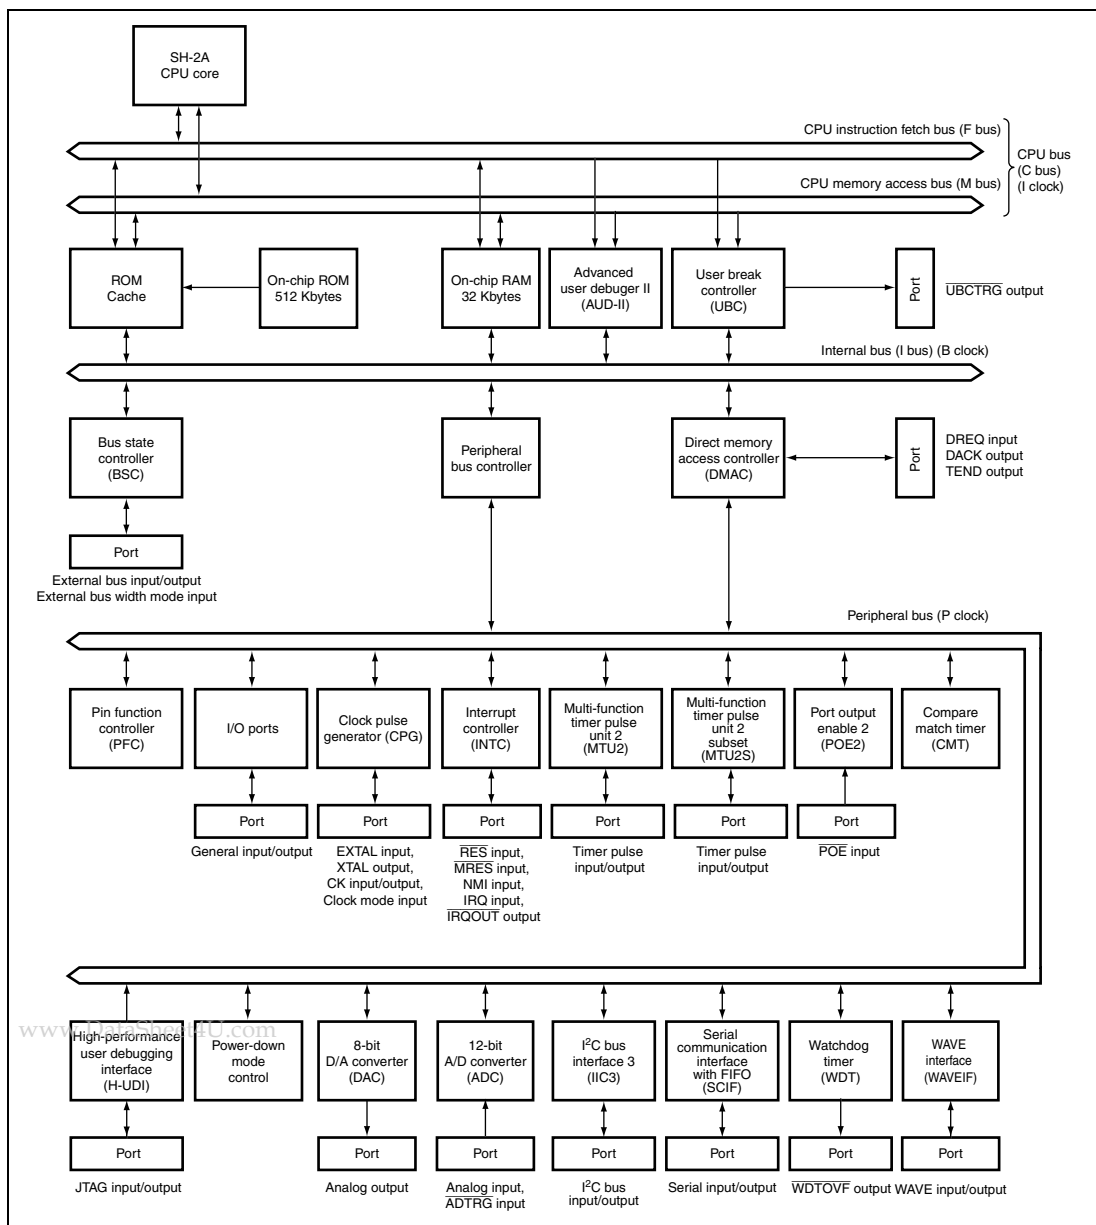 SH-2A
CPU core
CPU instruction fetch bus (F bus)
CPU memory access bus (M bus)
CPU bus
(C bus)
(I clock)
ROM
Cache
On-chip ROM
512 Kbytes
On-chip RAM
32 Kbytes
Advanced
user debuger II
(AUD-II)
User break
controller
(UBC)
Port
UBCTRG output
Internal bus (I bus) (B clock)
Bus state
controller
(BSC)
Peripheral
bus controller
Direct memory
access controller
(DMAC)
Port
DREQ input
DACK output
TEND output
Port
External bus input/output
External bus width mode input
Peripheral bus (P clock)
Pin function
controller
(PFC)
I/O ports
Clock pulse
generator (CPG)
Interrupt
controller
(INTC)
Multi-function
timer pulse
unit 2
(MTU2)
Multi-function
timer pulse
unit 2
subset
(MTU2S)
Port output
enable 2
(POE2)
Compare
match timer
(CMT)
Port
General input/output
Port
EXTAL input,
XTAL output,
CK input/output,
Clock mode input
Port
RES input,
MRES input,
NMI input,
IRQ input,
IRQOUT output
Port
Timer pulse
input/output
Port
Timer pulse
input/output
Port
POE input
www.DataSheet4U.com
High-performance
user debugging
interface
(H-UDI)
Power-down
mode
control
8-bit
D/A converter
(DAC)
12-bit
A/D converter
(ADC)
I²C bus
interface 3
(IIC3)
Serial
communication
interface
with FIFO
(SCIF)
Watchdog
timer
(WDT)
WAVE
interface
(WAVEIF)
Port
JTAG input/output
Port
Analog output
Port
Analog input,
ADTRG input
Port
I²C bus
input/output
Port
Serial input/output
Port
WDTOVF output
Port
WAVE input/output